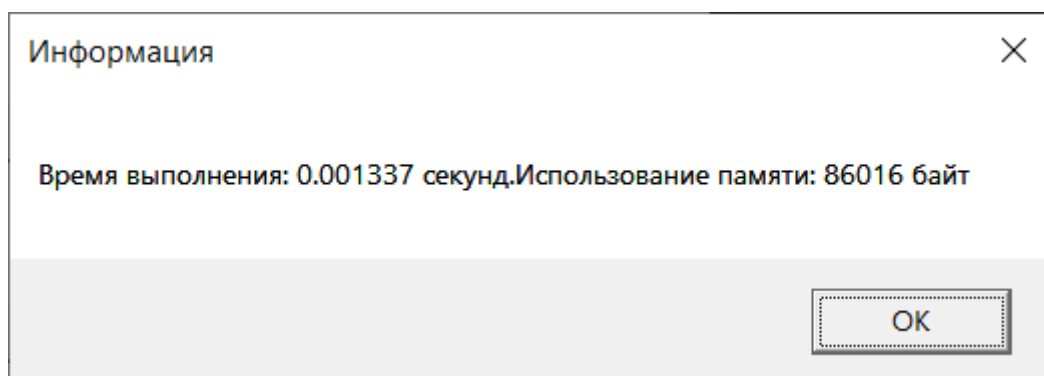 Информация
Время выполнения: 0.001337 секунд.Использование памяти: 86016 байт
OK